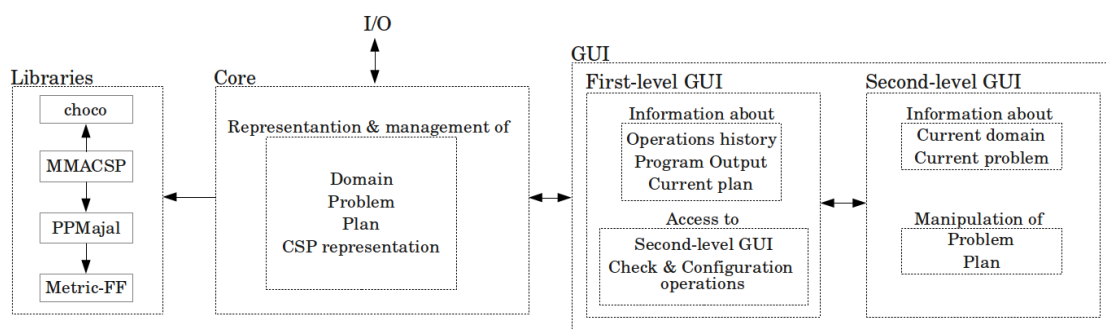 I/O
Libraries
choco
MMACSP
PPMajal
Metric-FF
Core
Representantion & management of
Domain
Problem
Plan
CSP representation
GUI
First-level GUI
Information about
Operations history
Program Output
Current plan
Access to
Second-level GUI
Check & Configuration
operations
Second-level GUI
Information about
Current domain
Current problem
Manipulation of
Problem
Plan